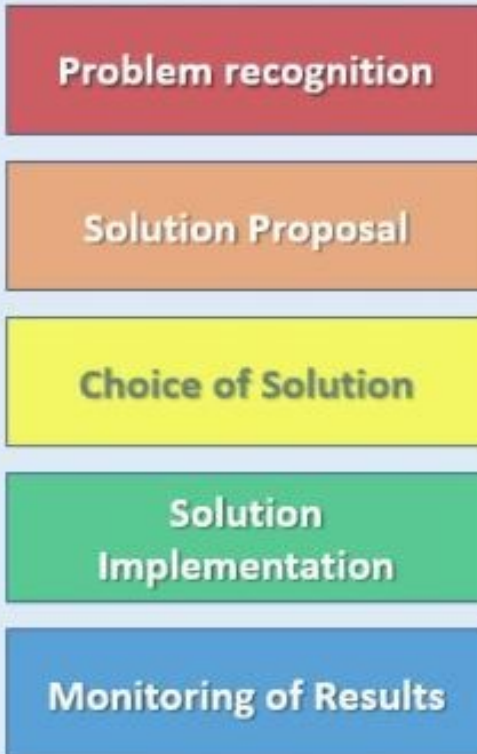 Problem recognition
Solution Proposal
Choice of Solution
Solution
Implementation
Monitoring of Results